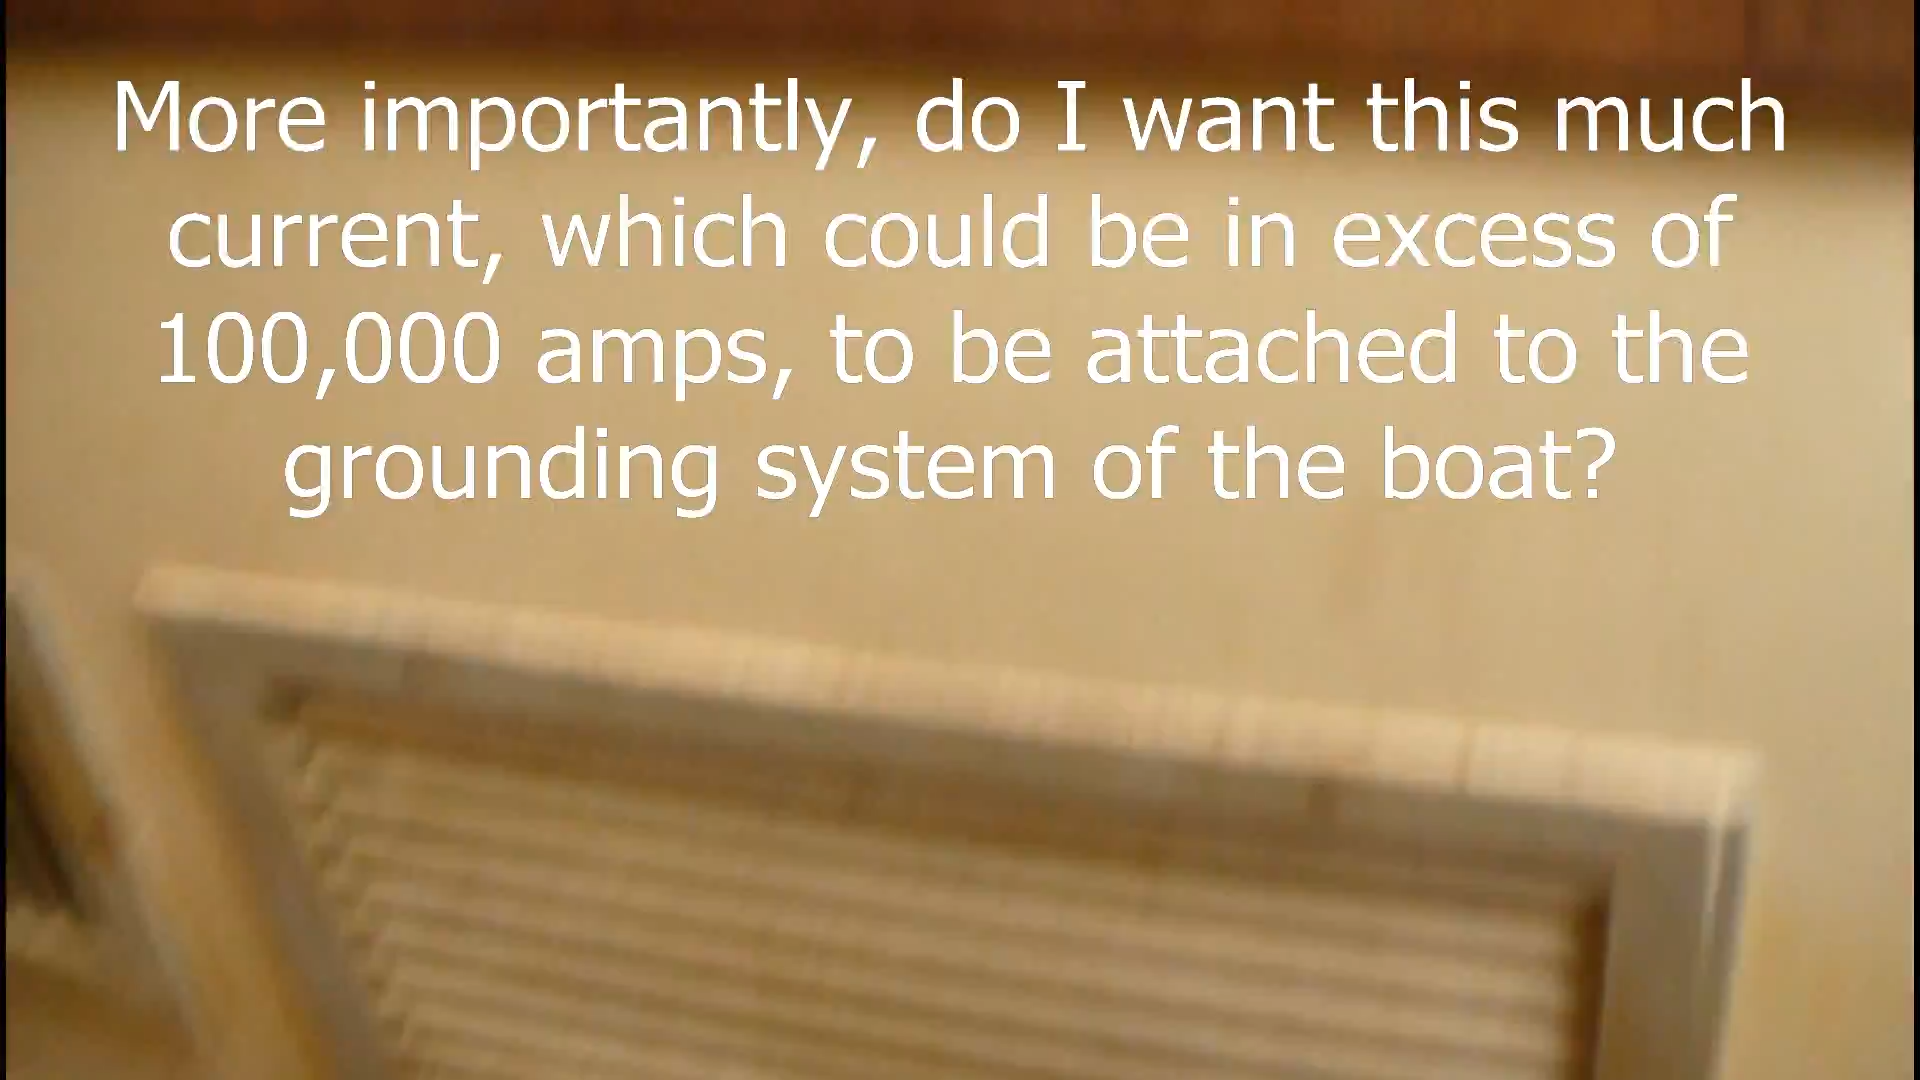 More importantly, do I want this much
current, which could be in excess of
100,000 amps, to be attached to the
grounding system of the boat?